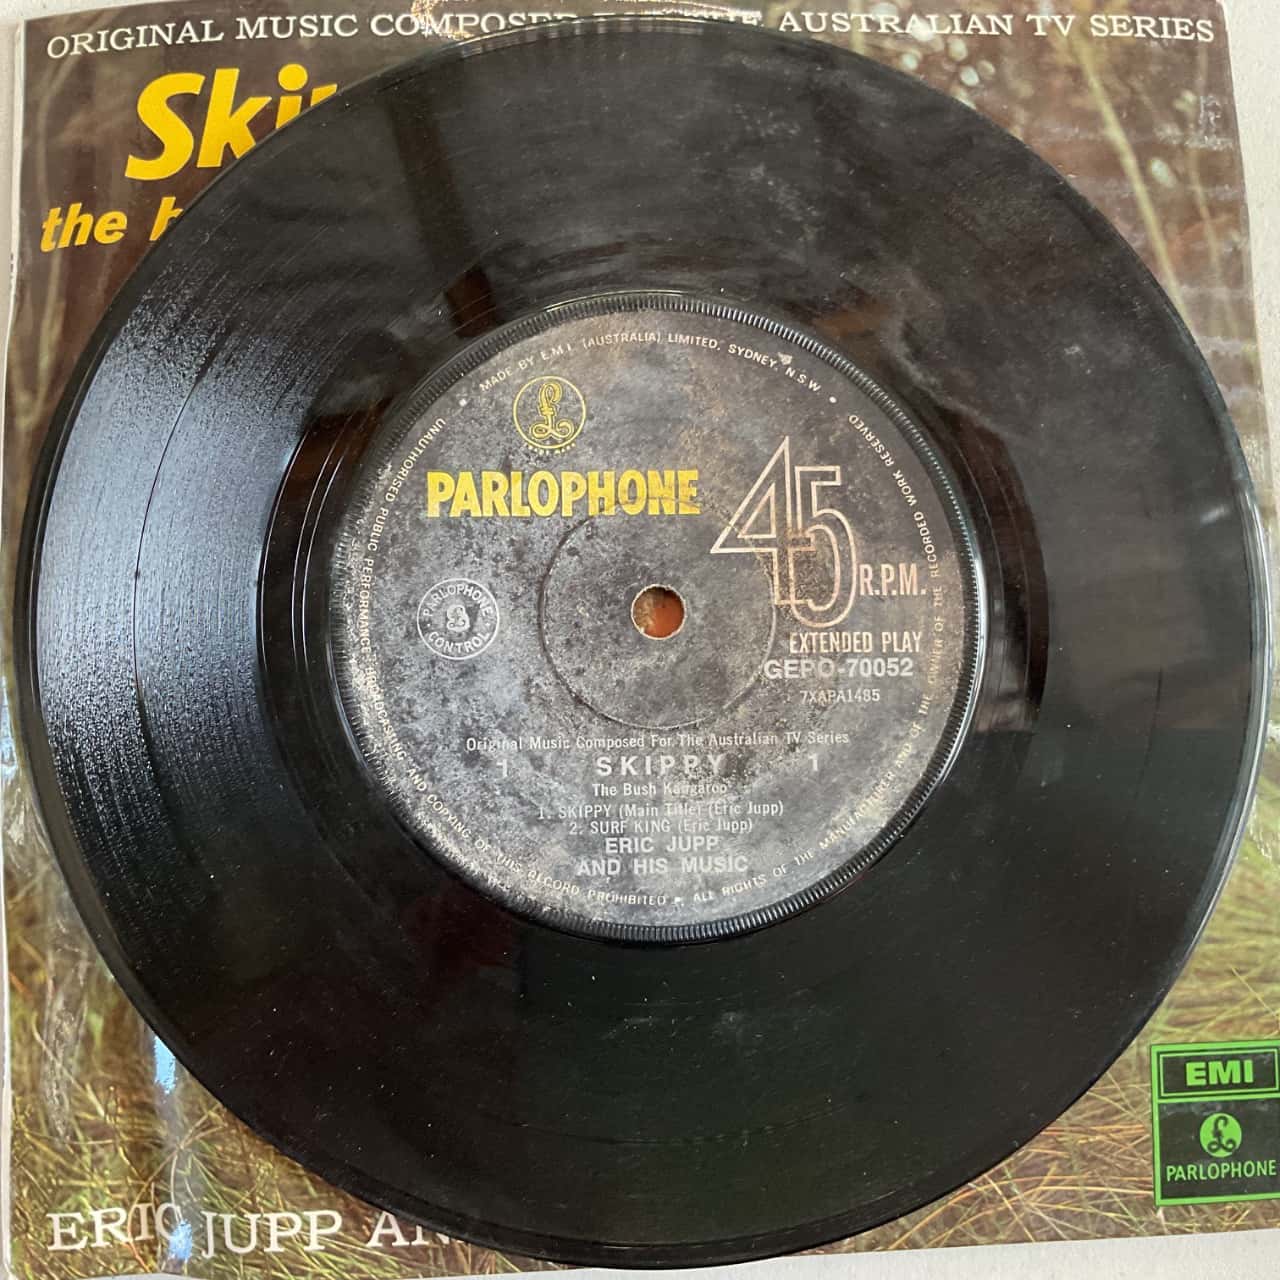 ORIGINAL MUSIC COMPOSED THE AUSTRALIAN TV SERIES
Ski
the b
MADE BY E.M.I. (AUSTRALIA) LIMITED, SYDNEY, N.S.W
TRADE MARK
PARLOPHONE
45
R.P.M.
EXTENDED PLAY
GEPO-70052
7XAPA1485
PARLOPHONE
£
CONTROL
Original Music Composed For The Australian TV Series
1 SKIPPY 1
The Bush Kangaroo
1. SKIPPY (Main Title) (Eric Jupp)
2. SURF KING (Eric Jupp)
ERIC JUPP
AND HIS MUSIC
UNAUTHORISED PUBLIC PERFORMANCE BROADCASTING AND COPYING OF THIS RECORD PROHIBITED • ALL RIGHTS OF THE MANUFACTURER AND OF THE OWNER OF THE RECORDED WORK RESERVED
EMI
£
PARLOPHONE
ERIC JUPP AN